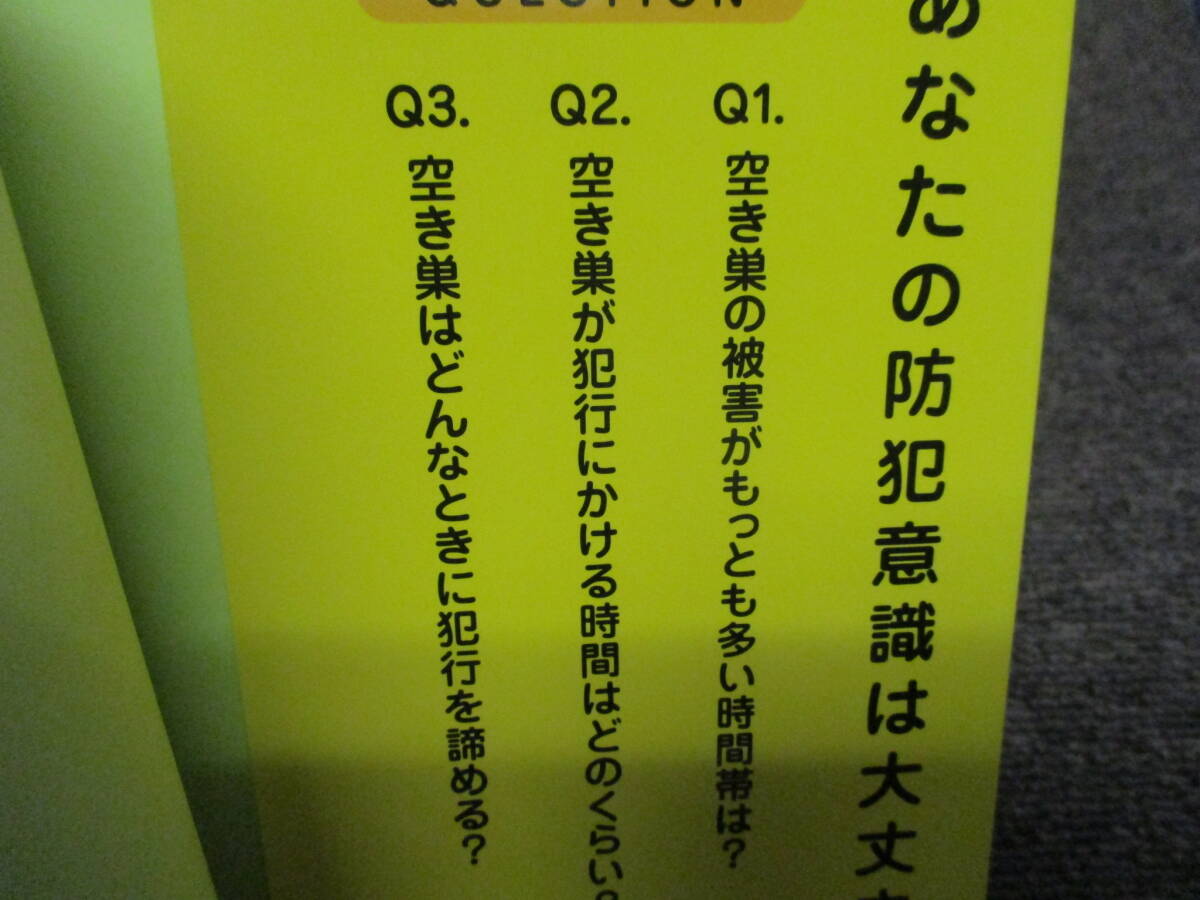 あなたの防犯意識は大丈
QUESTION
Q1. 空き巣の被害がもっとも多い時間帯は？
Q2. 空き巣が犯行にかける時間はどのくらい？
Q3. 空き巣はどんなときに犯行を諦める？